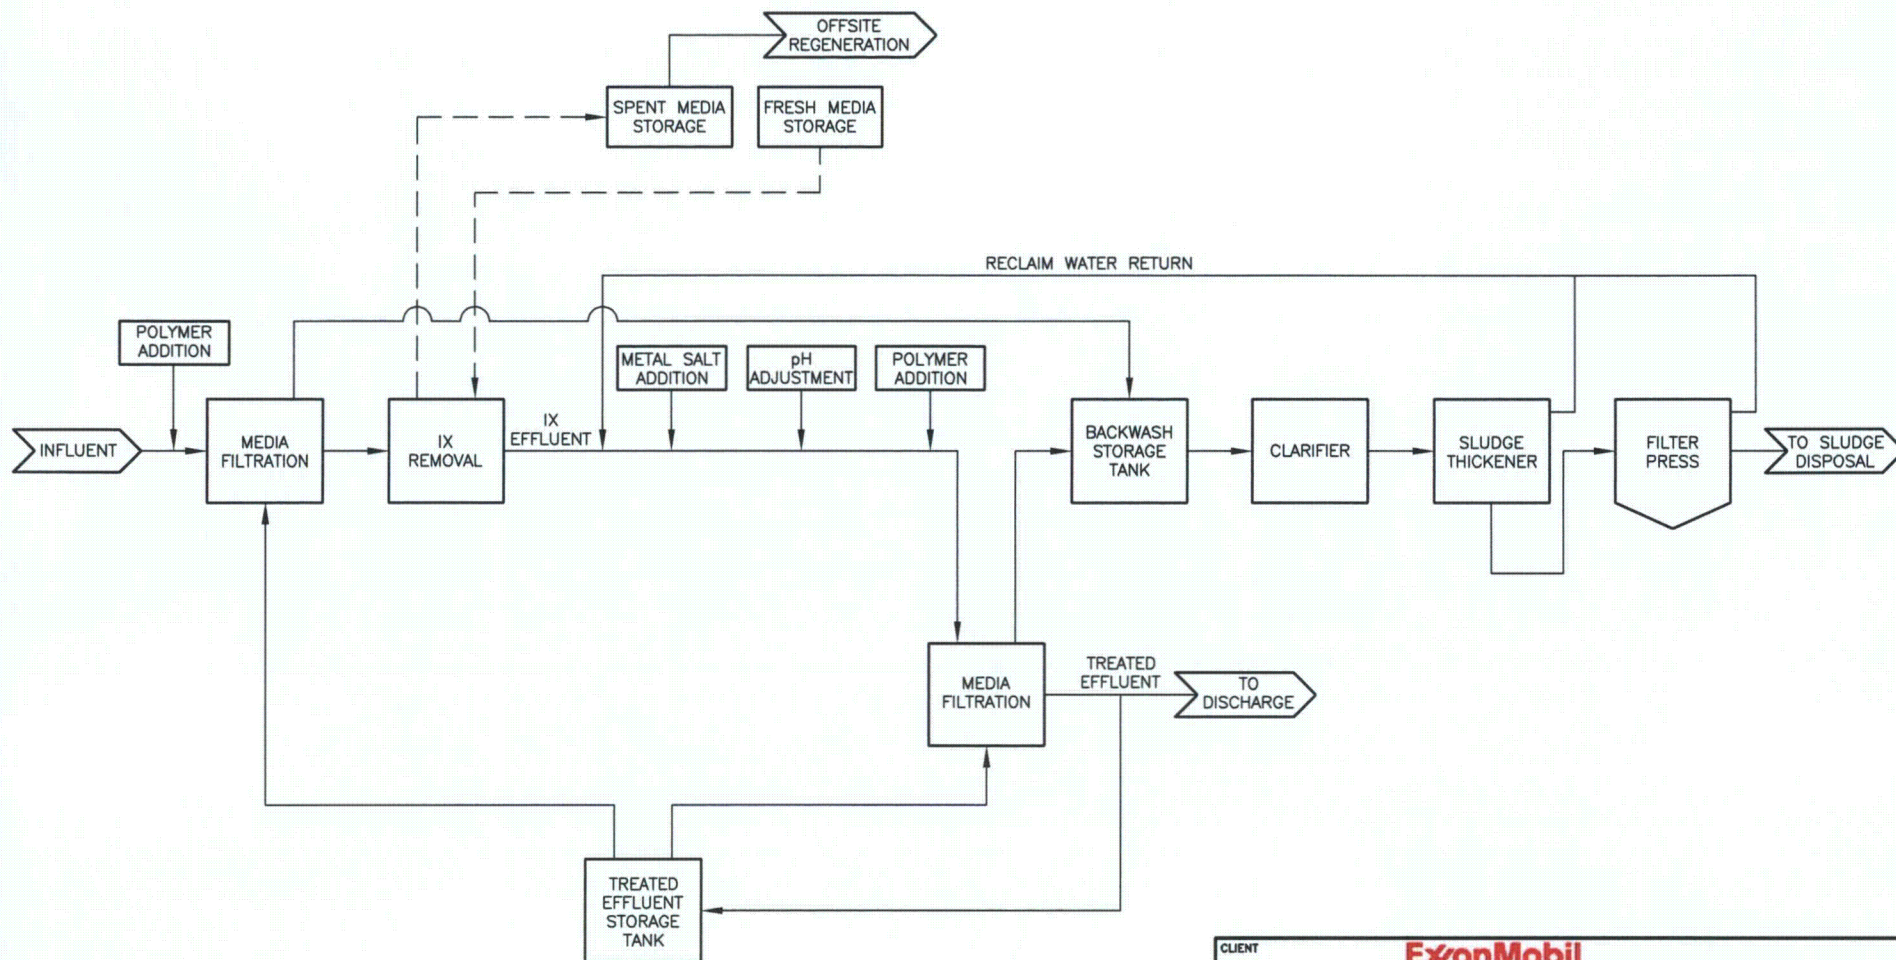 OFFSITE
REGENERATION
SPENT MEDIA
STORAGE
FRESH MEDIA
STORAGE
RECLAIM WATER RETURN
POLYMER
ADDITION
METAL SALT
ADDITION
pH
ADJUSTMENT
POLYMER
ADDITION
INFLUENT
MEDIA
FILTRATION
IX
REMOVAL
IX
EFFLUENT
BACKWASH
STORAGE
TANK
CLARIFIER
SLUDGE
THICKENER
FILTER
PRESS
TO SLUDGE
DISPOSAL
MEDIA
FILTRATION
TREATED
EFFLUENT
TO
DISCHARGE
TREATED
EFFLUENT
STORAGE
TANK
CLIENT
ExxonMobil